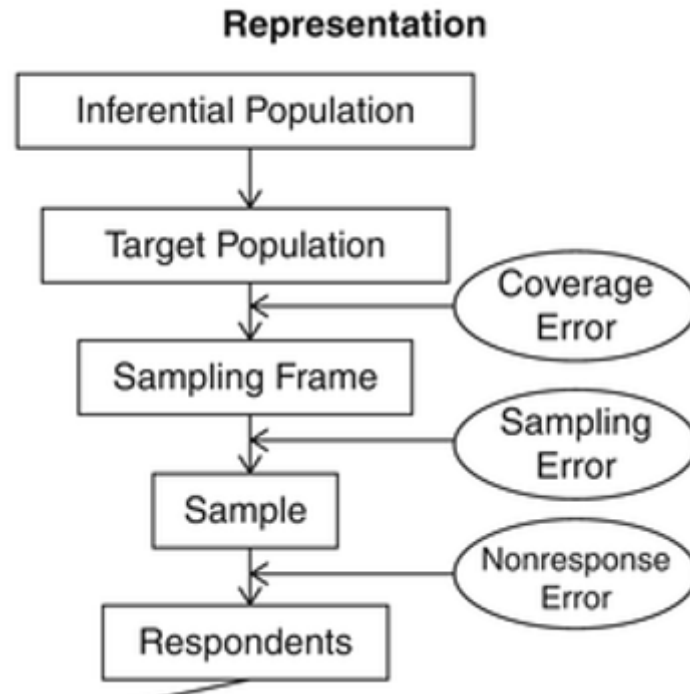 Representation
Inferential Population
Target Population
Coverage
Error
Sampling Frame
Sampling
Error
Sample
Nonresponse
Error
Respondents